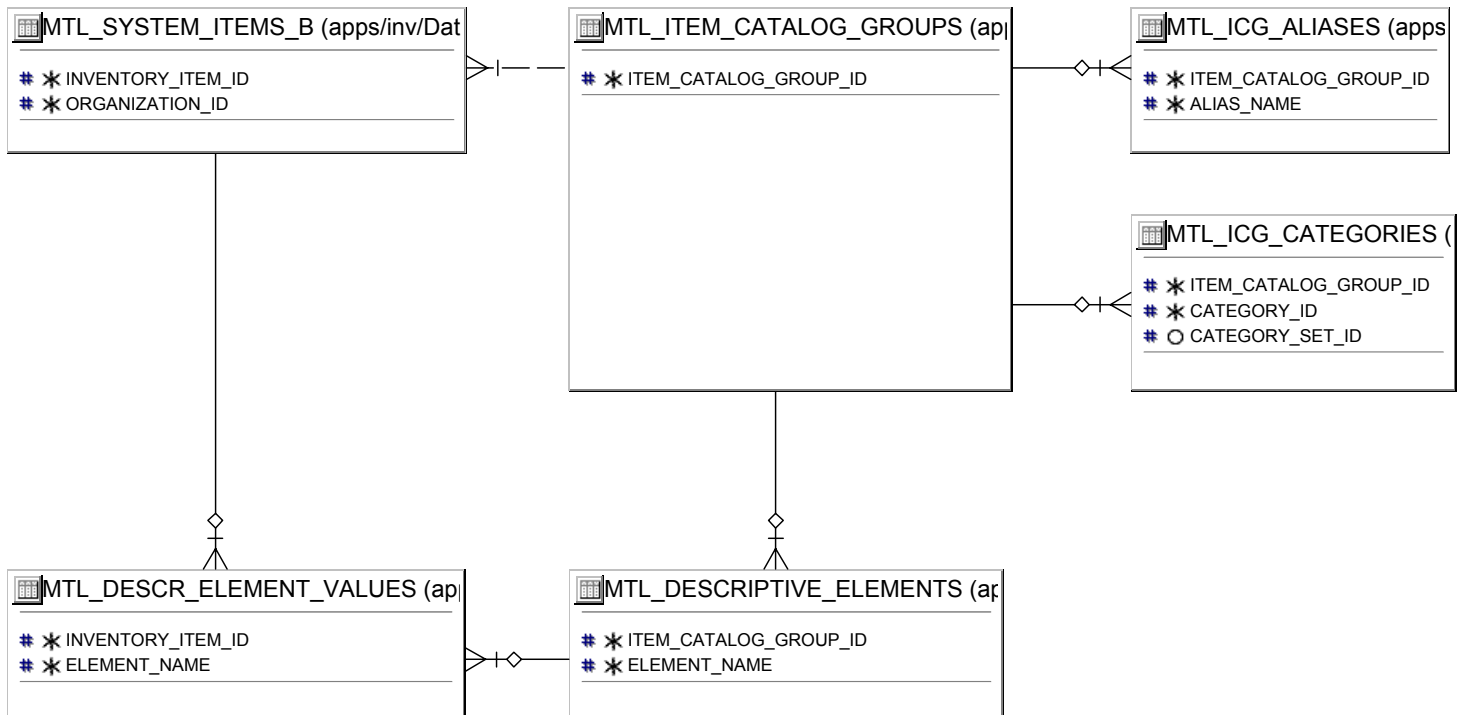 MTL_SYSTEM_ITEMS_B (apps/inv/Dat
# * INVENTORY_ITEM_ID
# * ORGANIZATION_ID
MTL_ITEM_CATALOG_GROUPS (ap
# * ITEM_CATALOG_GROUP_ID
MTL_ICG_ALIASES (apps
# * ITEM_CATALOG_GROUP_ID
# * ALIAS_NAME
MTL_ICG_CATEGORIES (
# * ITEM_CATALOG_GROUP_ID
# * CATEGORY_ID
# O CATEGORY_SET_ID
MTL_DESCR_ELEMENT_VALUES (ap
# * INVENTORY_ITEM_ID
# * ELEMENT_NAME
MTL_DESCRIPTIVE_ELEMENTS (ap
# * ITEM_CATALOG_GROUP_ID
# * ELEMENT_NAME